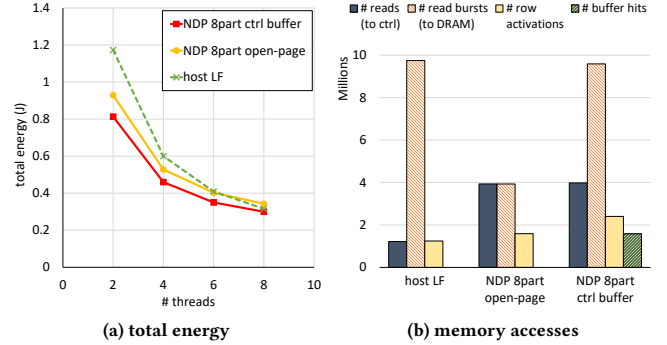 1.4
1.2
1
0.8
0.6
0.4
0.2
0
total energy (J)
NDP 8part ctrl buffer
NDP 8part open-page
host LF
0 2 4 6 8 10
# threads
(a) total energy
# reads (to ctrl)
# read bursts (to DRAM)
# row activations
# buffer hits
Millions
10
8
6
4
2
0
host LF
NDP 8part open-page
NDP 8part ctrl buffer
(b) memory accesses